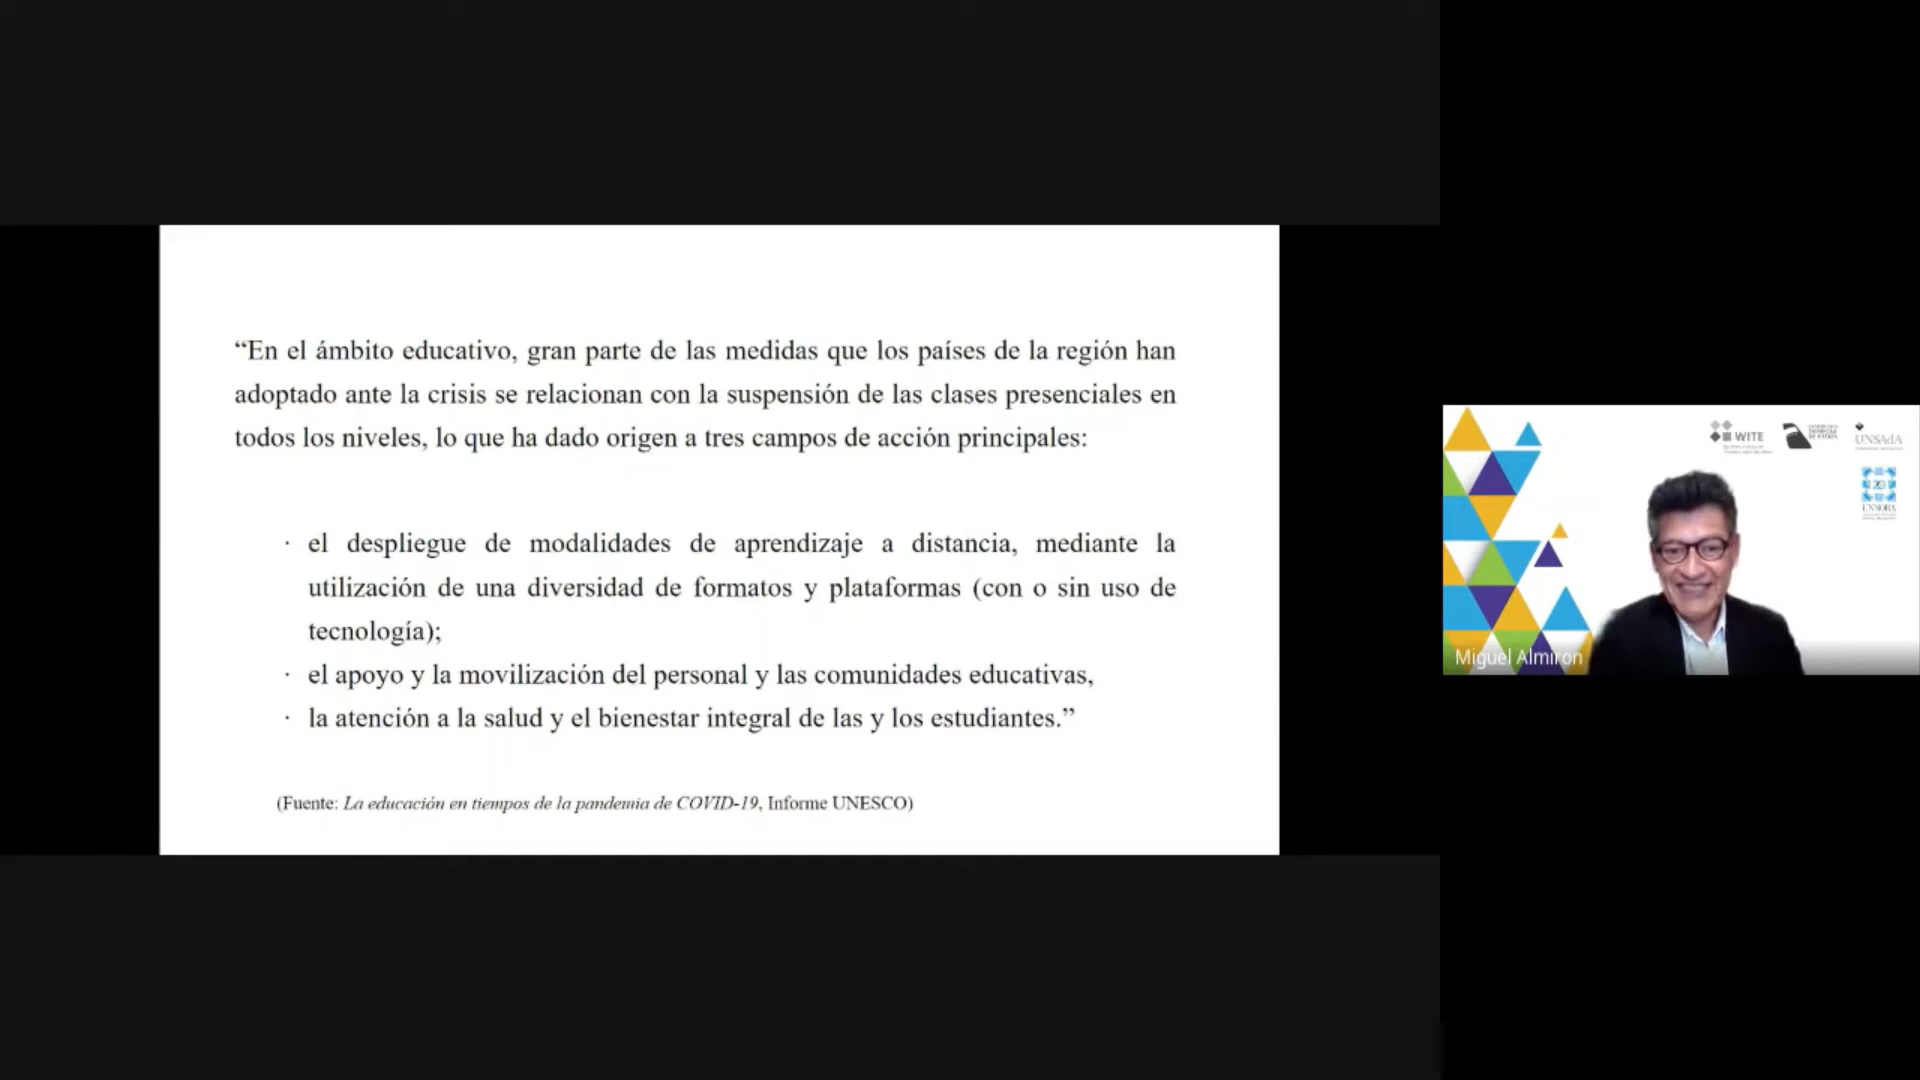 “En el ámbito educativo, gran parte de las medidas que los países de la región han
adoptado ante la crisis se relacionan con la suspensión de las clases presenciales en
todos los niveles, lo que ha dado origen a tres campos de acción principales:
· el despliegue de modalidades de aprendizaje a distancia, mediante la
utilización de una diversidad de formatos y plataformas (con o sin uso de
tecnología);
· el apoyo y la movilización del personal y las comunidades educativas,
· la atención a la salud y el bienestar integral de las y los estudiantes.”
(Fuente: La educación en tiempos de la pandemia de COVID-19, Informe UNESCO)
WITE
UNSAdA
UNNOBA
Miguel Almiron